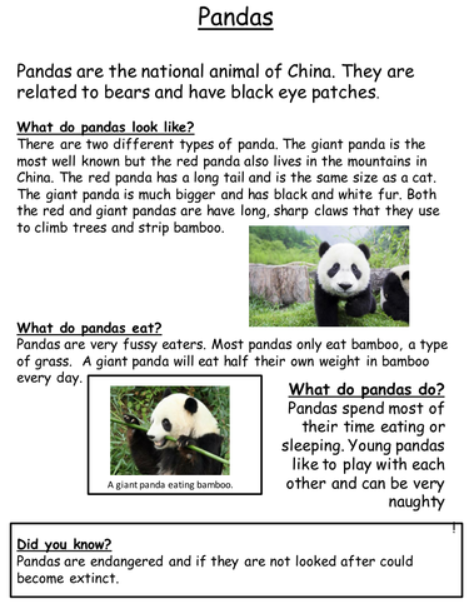 Pandas
Pandas are the national animal of China. They are
related to bears and have black eye patches.
What do pandas look like?
There are two different types of panda. The giant panda is the
most well known but the red panda also lives in the mountains in
China. The red panda has a long tail and is the same size as a cat.
The giant panda is much bigger and has black and white fur. Both
the red and giant pandas are have long, sharp claws that they use
to climb trees and strip bamboo.
What do pandas eat?
Pandas are very fussy eaters. Most pandas only eat bamboo, a type
of grass. A giant panda will eat half their own weight in bamboo
every day.
A giant panda eating bamboo.
What do pandas do?
Pandas spend most of
their time eating or
sleeping. Young pandas
like to play with each
other and can be very
naughty
!
Did you know?
Pandas are endangered and if they are not looked after could
become extinct.